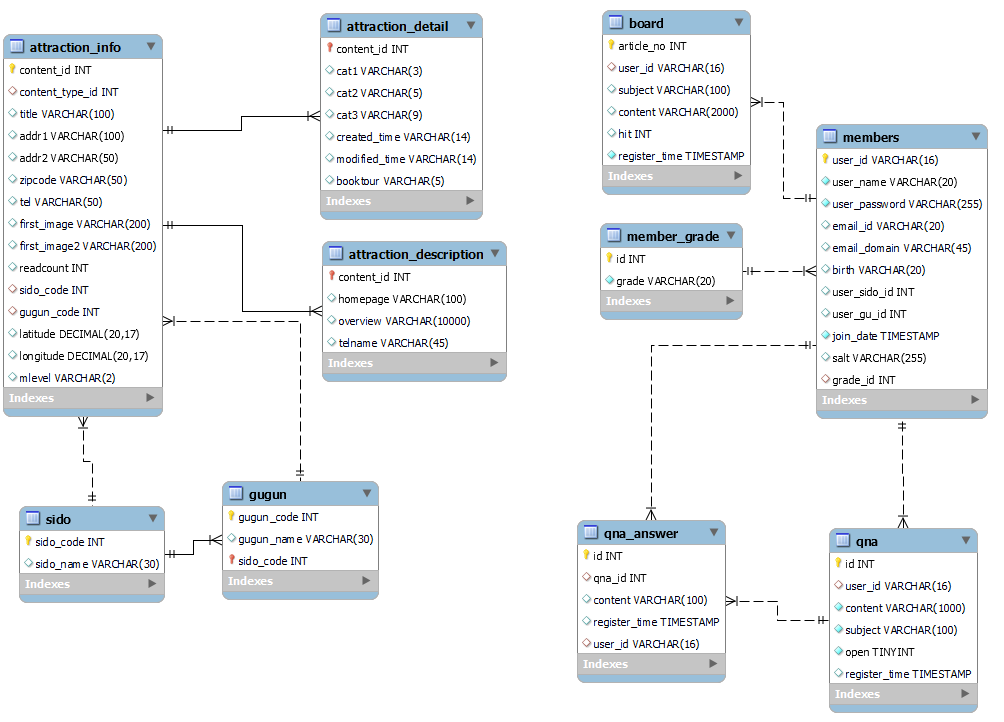 attraction_info
content_id INT
content_type_id INT
title VARCHAR(100)
addr1 VARCHAR(100)
addr2 VARCHAR(50)
zipcode VARCHAR(50)
tel VARCHAR(50)
first_image VARCHAR(200)
first_image2 VARCHAR(200)
readcount INT
sido_code INT
gugun_code INT
latitude DECIMAL(20,17)
longitude DECIMAL(20,17)
mlevel VARCHAR(2)
Indexes
attraction_detail
content_id INT
cat1 VARCHAR(3)
cat2 VARCHAR(5)
cat3 VARCHAR(9)
created_time VARCHAR(14)
modified_time VARCHAR(14)
booktour VARCHAR(5)
Indexes
attraction_description
content_id INT
homepage VARCHAR(100)
overview VARCHAR(10000)
telname VARCHAR(45)
Indexes
sido
sido_code INT
sido_name VARCHAR(30)
Indexes
gugun
gugun_code INT
gugun_name VARCHAR(30)
sido_code INT
Indexes
board
article_no INT
user_id VARCHAR(16)
subject VARCHAR(100)
content VARCHAR(2000)
hit INT
register_time TIMESTAMP
Indexes
member_grade
id INT
grade VARCHAR(20)
Indexes
members
user_id VARCHAR(16)
user_name VARCHAR(20)
user_password VARCHAR(255)
email_id VARCHAR(20)
email_domain VARCHAR(45)
birth VARCHAR(20)
user_sido_id INT
user_gu_id INT
join_date TIMESTAMP
salt VARCHAR(255)
grade_id INT
Indexes
qna_answer
id INT
qna_id INT
content VARCHAR(100)
register_time TIMESTAMP
user_id VARCHAR(16)
Indexes
qna
id INT
user_id VARCHAR(16)
content VARCHAR(1000)
subject VARCHAR(100)
open TINYINT
register_time TIMESTAMP
Indexes